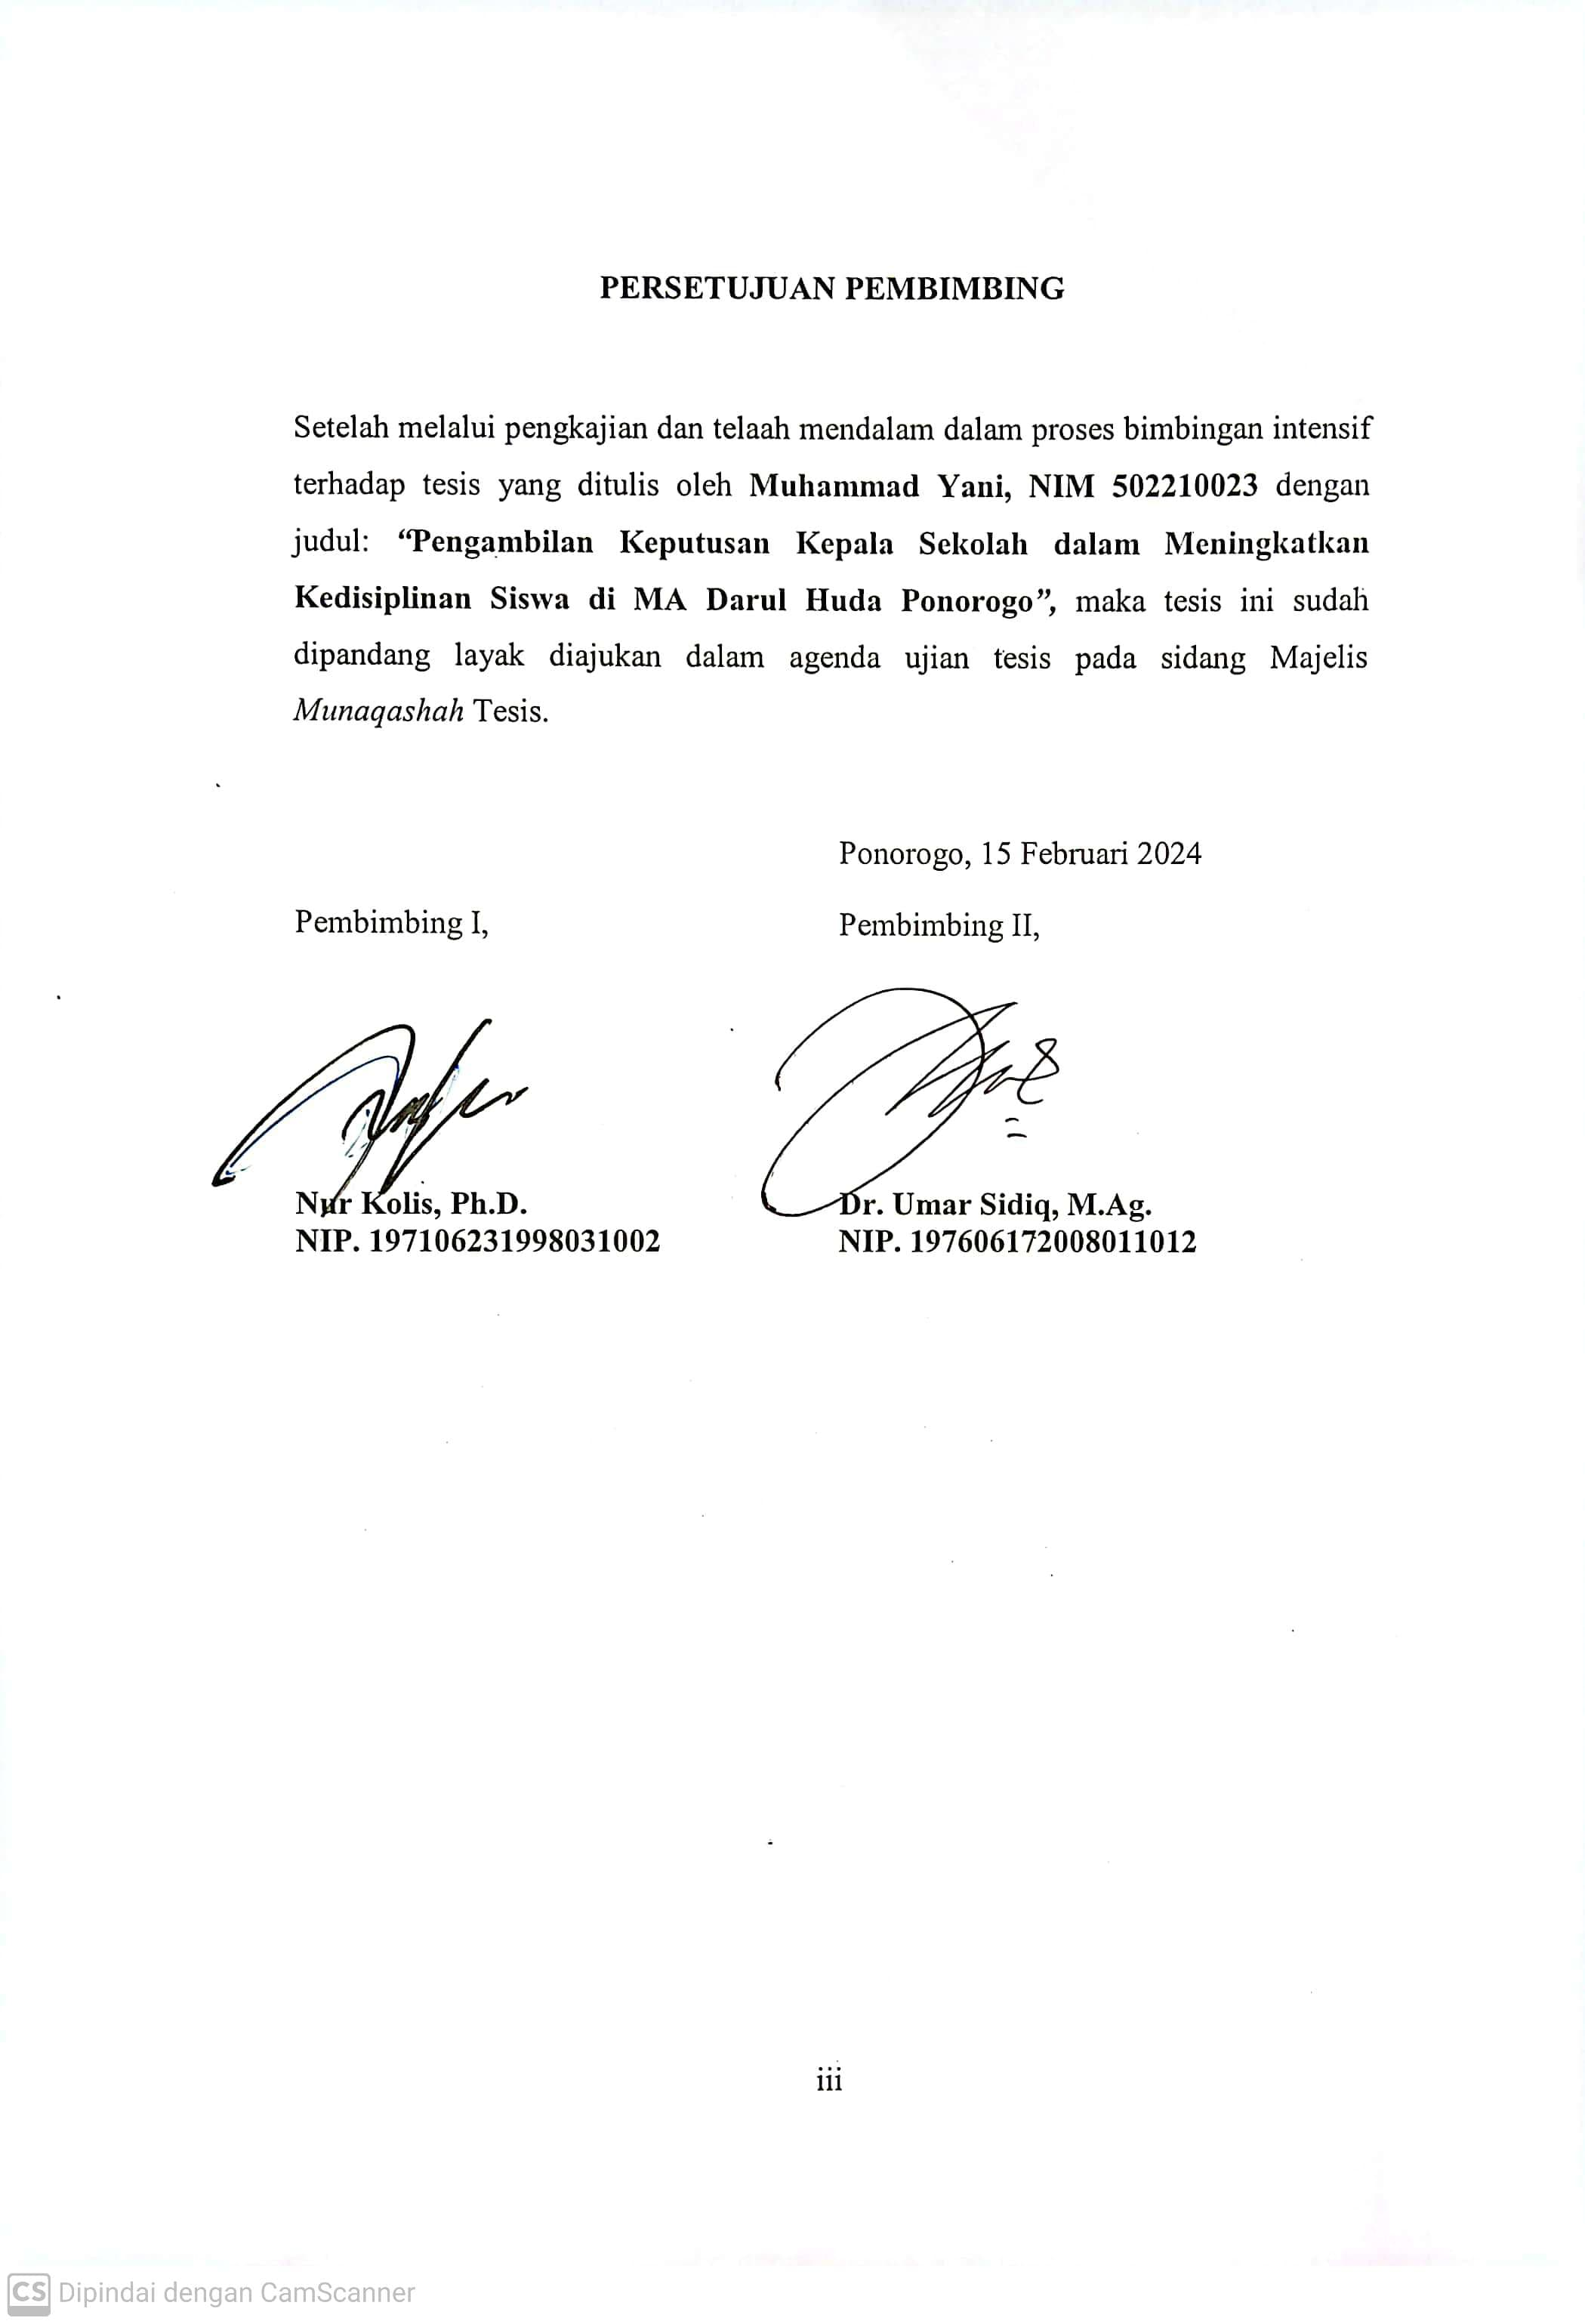 PERSETUJUAN PEMBIMBING
Setelah melalui pengkajian dan telaah mendalam dalam proses bimbingan intensif
terhadap tesis yang ditulis oleh Muhammad Yani, NIM 502210023 dengan
judul: “Pengambilan Keputusan Kepala Sekolah dalam Meningkatkan
Kedisiplinan Siswa di MA Darul Huda Ponorogo”, maka tesis ini sudah
dipandang layak diajukan dalam agenda ujian tesis pada sidang Majelis
Munaqashah Tesis.
Ponorogo, 15 Februari 2024
Pembimbing I,
Pembimbing II,
Nur Kolis, Ph.D.
NIP. 197106231998031002
Dr. Umar Sidiq, M.Ag.
NIP. 197606172008011012
iii
CS Dipindai dengan CamScanner